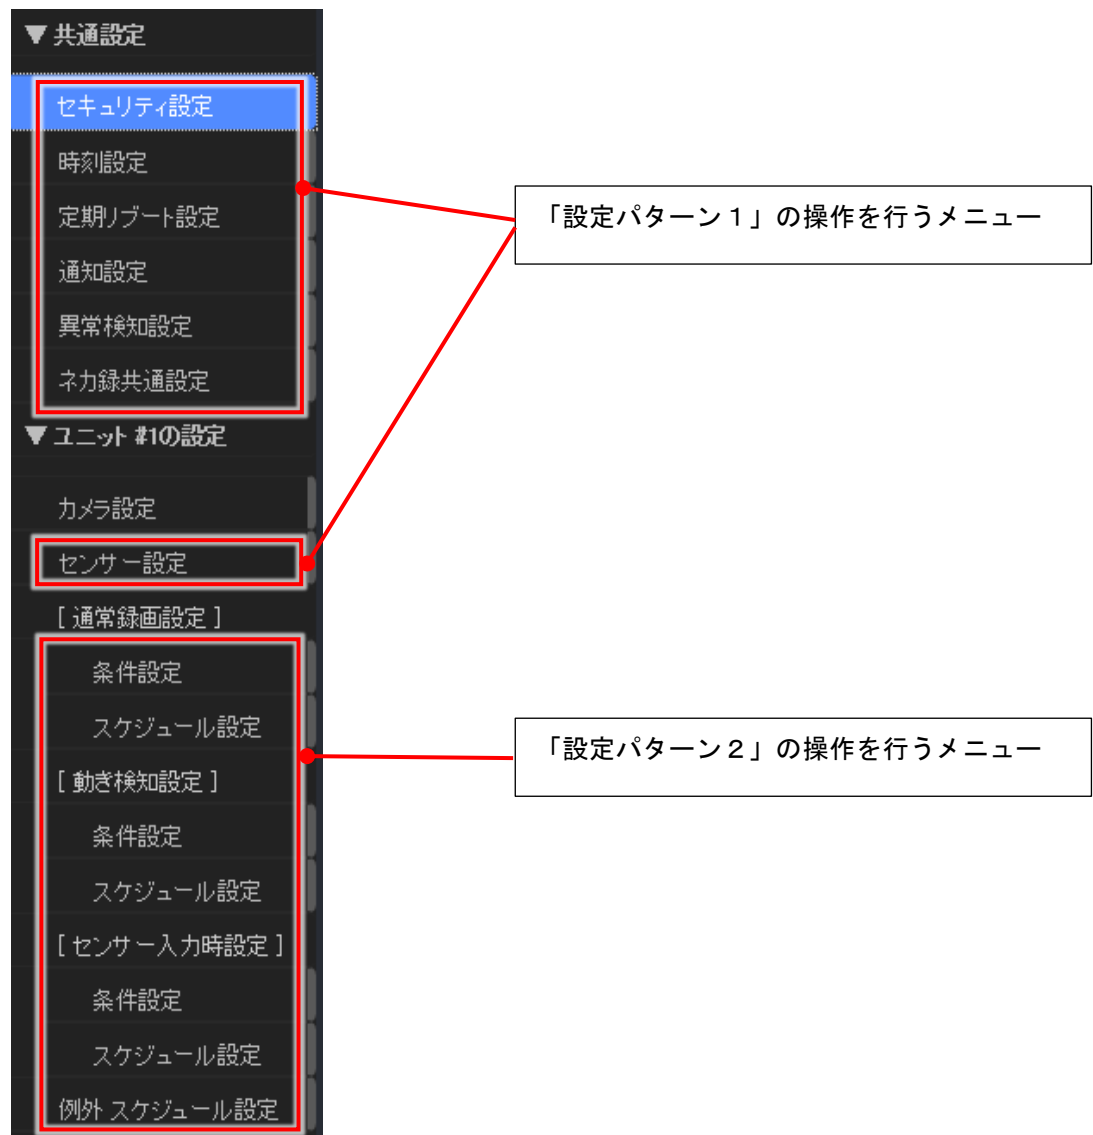 ▼ 共通設定
セキュリティ設定
時刻設定
定期リブート設定
通知設定
異常検知設定
ネカ録共通設定
▼ ユニット #1の設定
カメラ設定
センサー設定
[ 通常録画設定 ]
条件設定
スケジュール設定
[ 動き検知設定 ]
条件設定
スケジュール設定
[ センサー入力時設定 ]
条件設定
スケジュール設定
例外 スケジュール設定
「設定パターン１」の操作を行うメニュー
「設定パターン２」の操作を行うメニュー